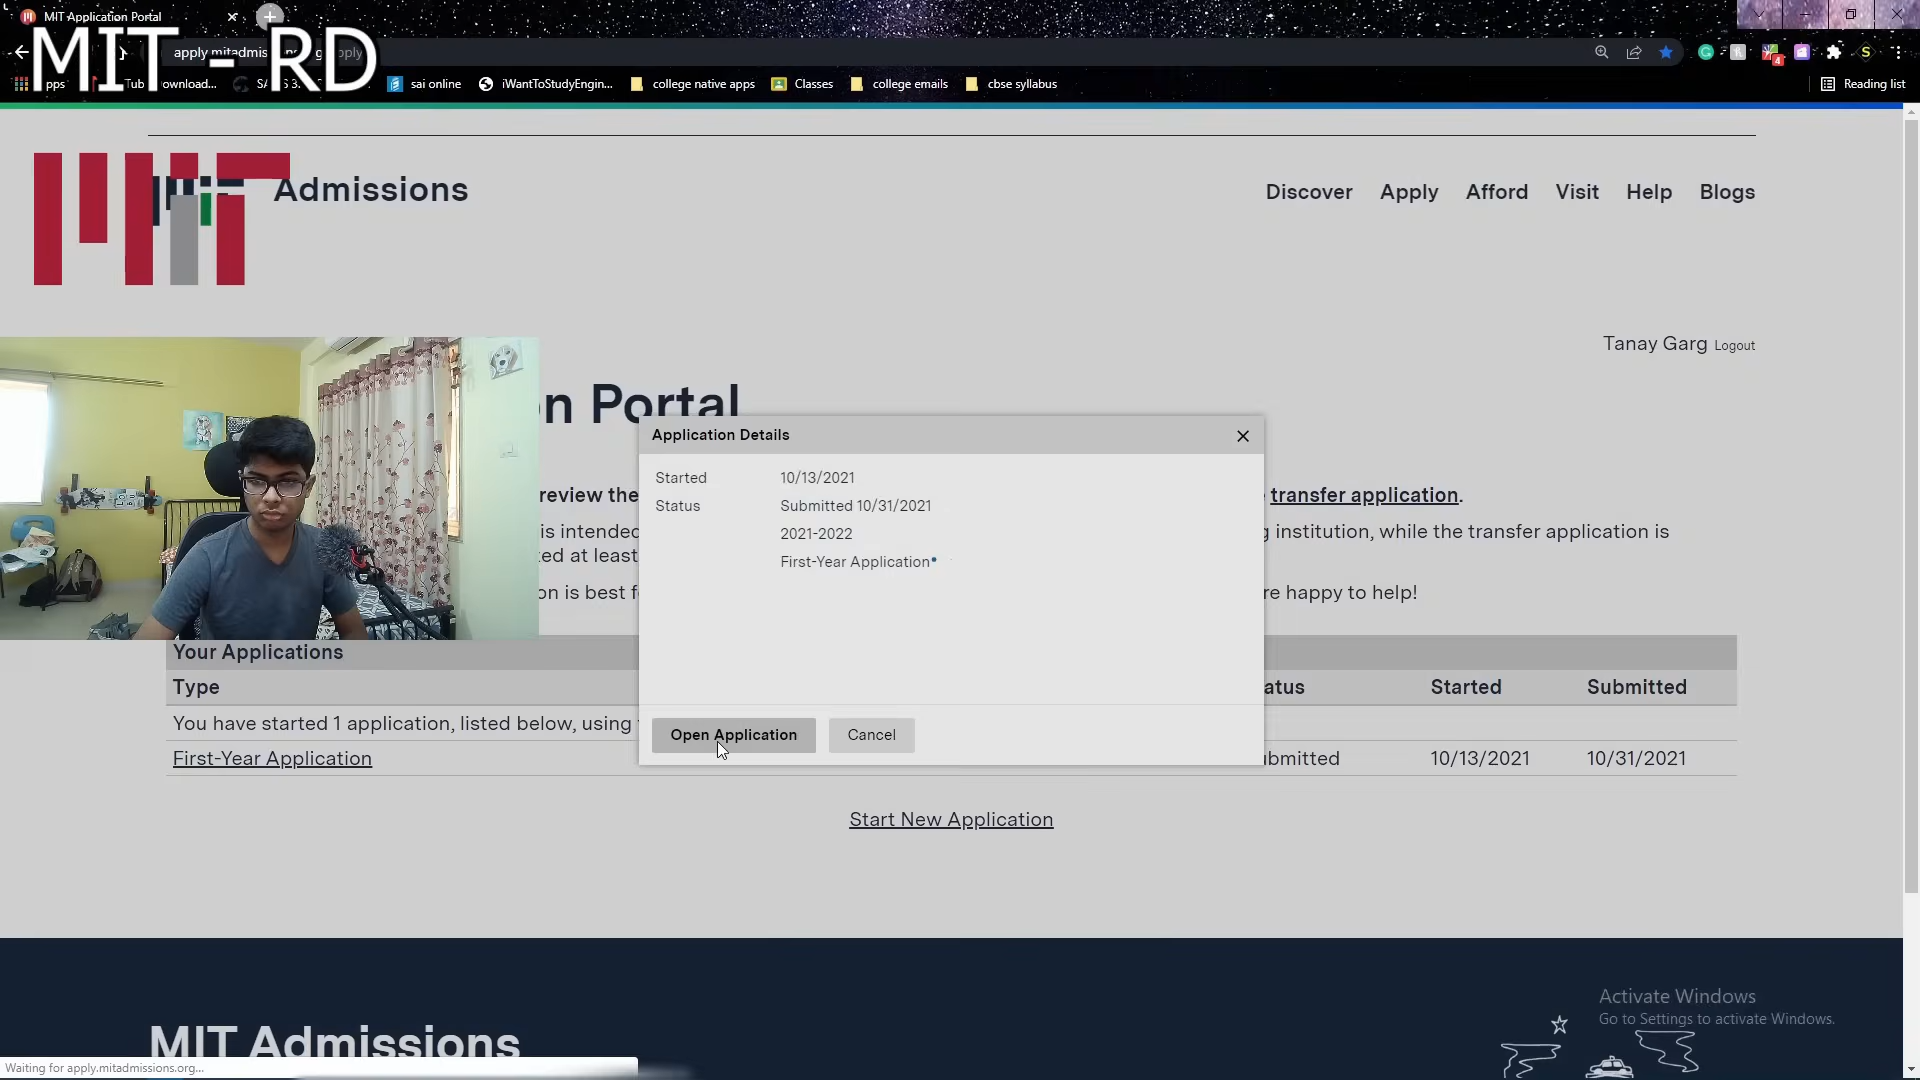 MIT Application Portal
MIT = RD
apply.mitadmis
sai online
iWantToStudyEngin...
college native apps
Classes
college emails
cbse syllabus
Reading list
MIT
Admissions
Discover
Apply
Afford
Visit
Help
Blogs
Tanay Garg Logout
n Portal
review the
transfer application.
is intended
g institution, while the transfer application is
ed at least
on is best f
re happy to help!
Application Details
Started 10/13/2021
Status Submitted 10/31/2021
2021-2022
First-Year Application
Open Application
Cancel
Your Applications
Type
atus
Started
Submitted
You have started 1 application, listed below, using
First-Year Application
bmitted
10/13/2021
10/31/2021
Start New Application
MIT Admissions
Activate Windows
Go to Settings to activate Windows.
Waiting for apply.mitadmissions.org...